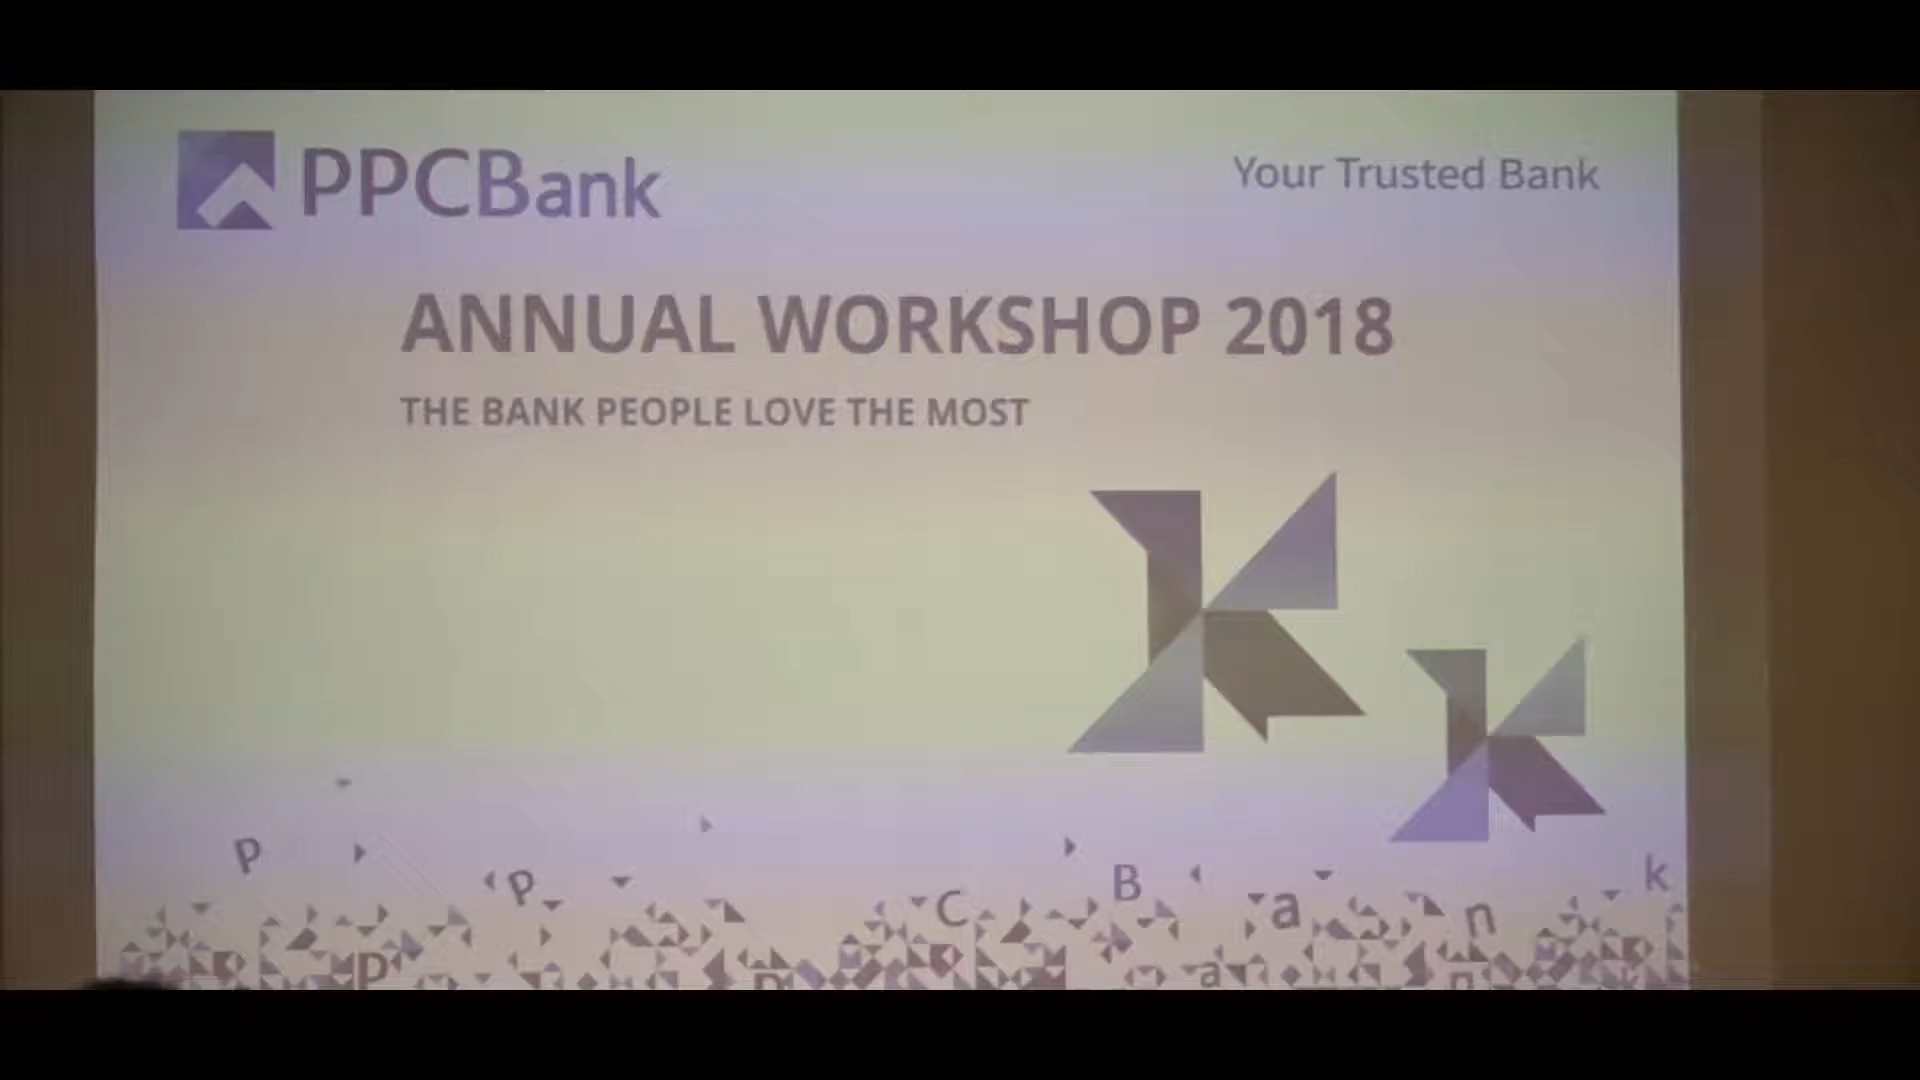 PPCBank
Your Trusted Bank
ANNUAL WORKSHOP 2018
THE BANK PEOPLE LOVE THE MOST
P
P
C
B
a
n
k
P
a